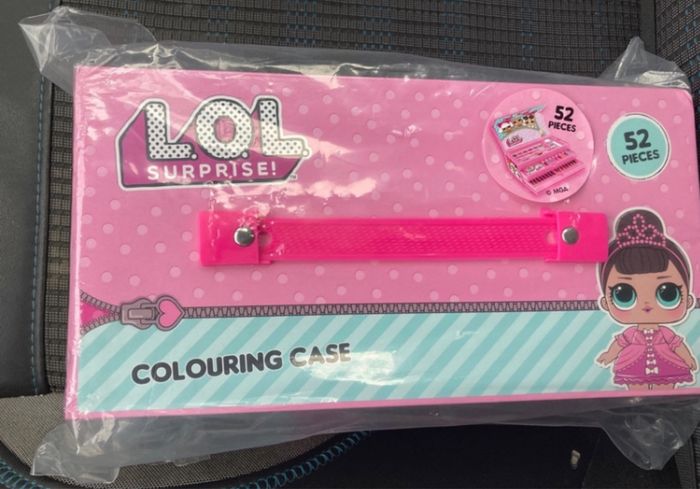 L.O.L.
SURPRISE!
52
PIECES
© MGA
52
PIECES
COLOURING CASE